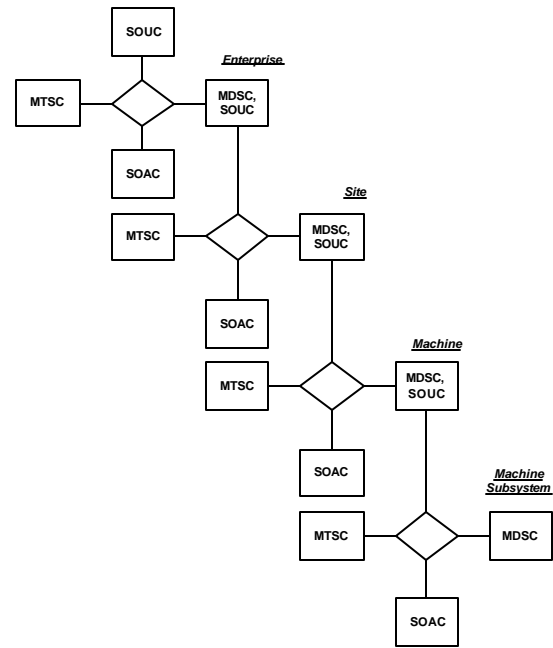 SOUC
Enterprise
MTSC
MDSC,
SOUC
SOAC
Site
MTSC
MDSC,
SOUC
SOAC
Machine
MTSC
MDSC,
SOUC
SOAC
Machine
Subsystem
MTSC
MDSC
SOAC